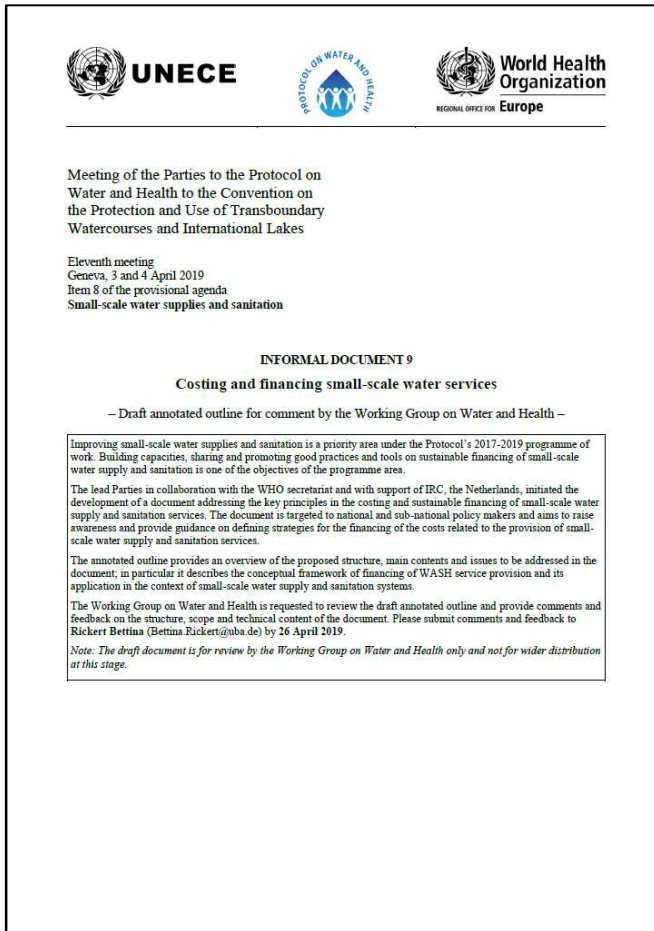 UNECE
PROTOCOL ON WATER AND HEALTH
World Health
Organization
REGIONAL OFFICE FOR Europe
Meeting of the Parties to the Protocol on
Water and Health to the Convention on
the Protection and Use of Transboundary
Watercourses and International Lakes
Eleventh meeting
Geneva, 3 and 4 April 2019
Item 8 of the provisional agenda
Small-scale water supplies and sanitation
INFORMAL DOCUMENT 9
Costing and financing small-scale water services
– Draft annotated outline for comment by the Working Group on Water and Health –
Improving small-scale water supplies and sanitation is a priority area under the Protocol's 2017-2019 programme of
work. Building capacities, sharing and promoting good practices and tools on sustainable financing of small-scale
water supply and sanitation is one of the objectives of the programme area.
The lead Parties in collaboration with the WHO secretariat and with support of IRC, the Netherlands, initiated the
development of a document addressing the key principles in the costing and sustainable financing of small-scale water
supply and sanitation services. The document is targeted to national and sub-national policy makers and aims to raise
awareness and provide guidance on defining strategies for the financing of the costs related to the provision of small-
scale water supply and sanitation services.
The annotated outline provides an overview of the proposed structure, main contents and issues to be addressed in the
document; in particular it describes the conceptual framework of financing of WASH service provision and its
application in the context of small-scale water supply and sanitation systems.
The Working Group on Water and Health is requested to review the draft annotated outline and provide comments and
feedback on the structure, scope and technical content of the document. Please submit comments and feedback to
Rickert Bettina (Bettina.Rickert@uba.de) by 26 April 2019.
Note: The draft document is for review by the Working Group on Water and Health only and not for wider distribution
at this stage.